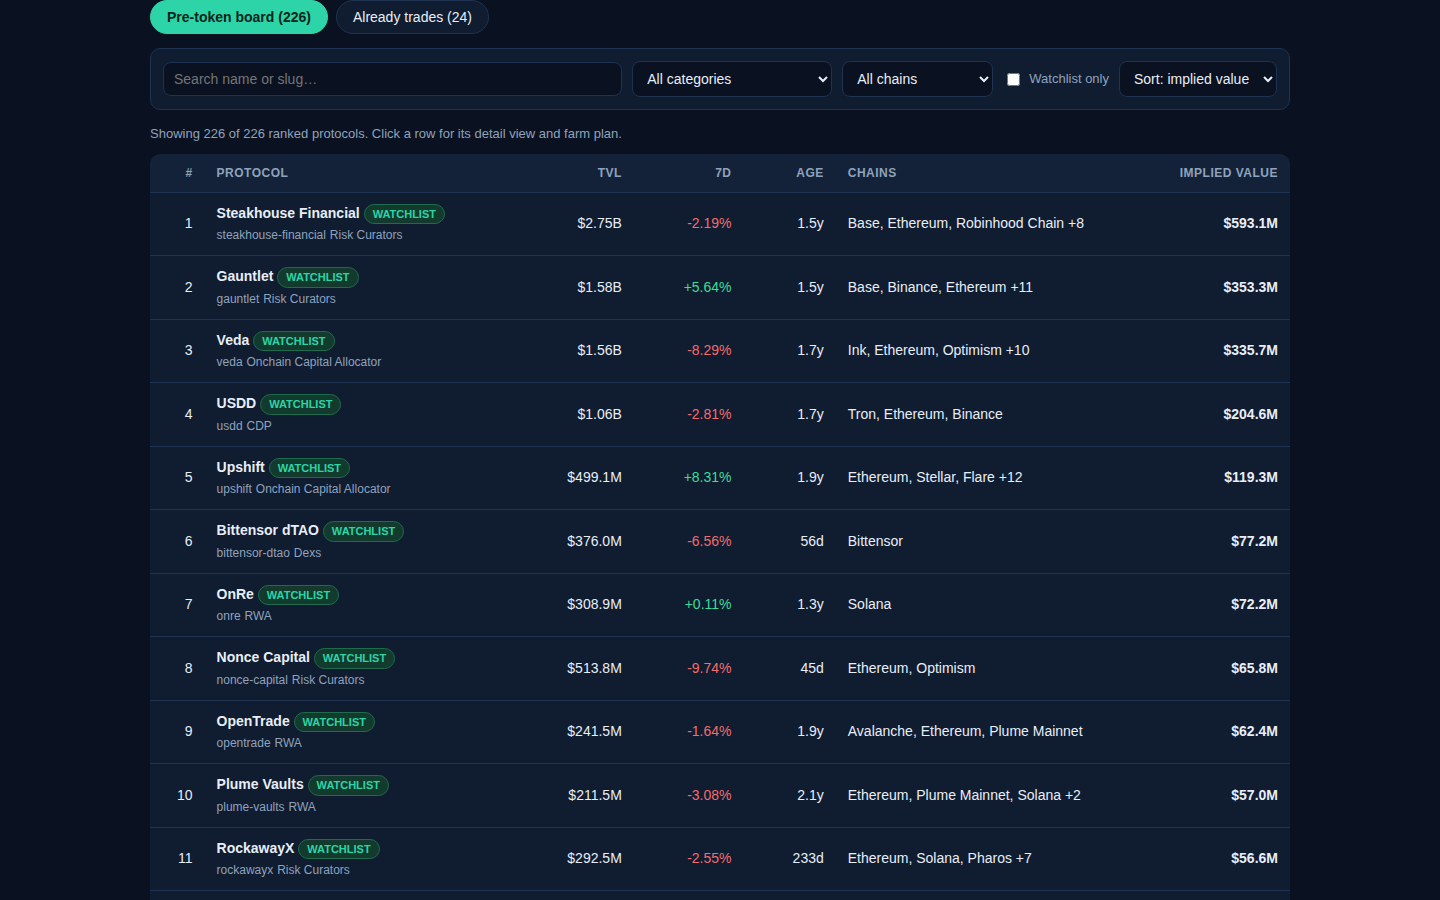 Pre-token board (226) Already trades (24)
Search name or slug… All categories All chains Watchlist only Sort: implied value
Showing 226 of 226 ranked protocols. Click a row for its detail view and farm plan.
# PROTOCOL TVL 7D AGE CHAINS IMPLIED VALUE
1 Steakhouse Financial WATCHLIST $2.75B -2.19% 1.5y Base, Ethereum, Robinhood Chain +8 $593.1M
steakhouse-financial Risk Curators
2 Gauntlet WATCHLIST $1.58B +5.64% 1.5y Base, Binance, Ethereum +11 $353.3M
gauntlet Risk Curators
3 Veda WATCHLIST $1.56B -8.29% 1.7y Ink, Ethereum, Optimism +10 $335.7M
veda Onchain Capital Allocator
4 USDD WATCHLIST $1.06B -2.81% 1.7y Tron, Ethereum, Binance $204.6M
usdd CDP
5 Upshift WATCHLIST $499.1M +8.31% 1.9y Ethereum, Stellar, Flare +12 $119.3M
upshift Onchain Capital Allocator
6 Bittensor dTAO WATCHLIST $376.0M -6.56% 56d Bittensor $77.2M
bittensor-dtao Dexs
7 OnRe WATCHLIST $308.9M +0.11% 1.3y Solana $72.2M
onre RWA
8 Nonce Capital WATCHLIST $513.8M -9.74% 45d Ethereum, Optimism $65.8M
nonce-capital Risk Curators
9 OpenTrade WATCHLIST $241.5M -1.64% 1.9y Avalanche, Ethereum, Plume Mainnet $62.4M
opentrade RWA
10 Plume Vaults WATCHLIST $211.5M -3.08% 2.1y Ethereum, Plume Mainnet, Solana +2 $57.0M
plume-vaults RWA
11 RockawayX WATCHLIST $292.5M -2.55% 233d Ethereum, Solana, Pharos +7 $56.6M
rockawayx Risk Curators